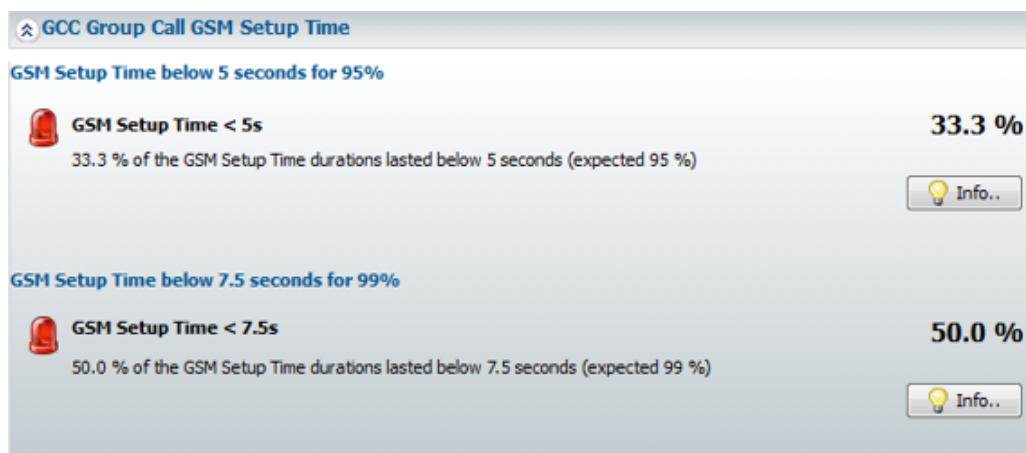 GCC Group Call GSM Setup Time
GSM Setup Time below 5 seconds for 95%
GSM Setup Time < 5s
33.3 %
33.3 % of the GSM Setup Time durations lasted below 5 seconds (expected 95 %)
Info..
GSM Setup Time below 7.5 seconds for 99%
GSM Setup Time < 7.5s
50.0 %
50.0 % of the GSM Setup Time durations lasted below 7.5 seconds (expected 99 %)
Info..